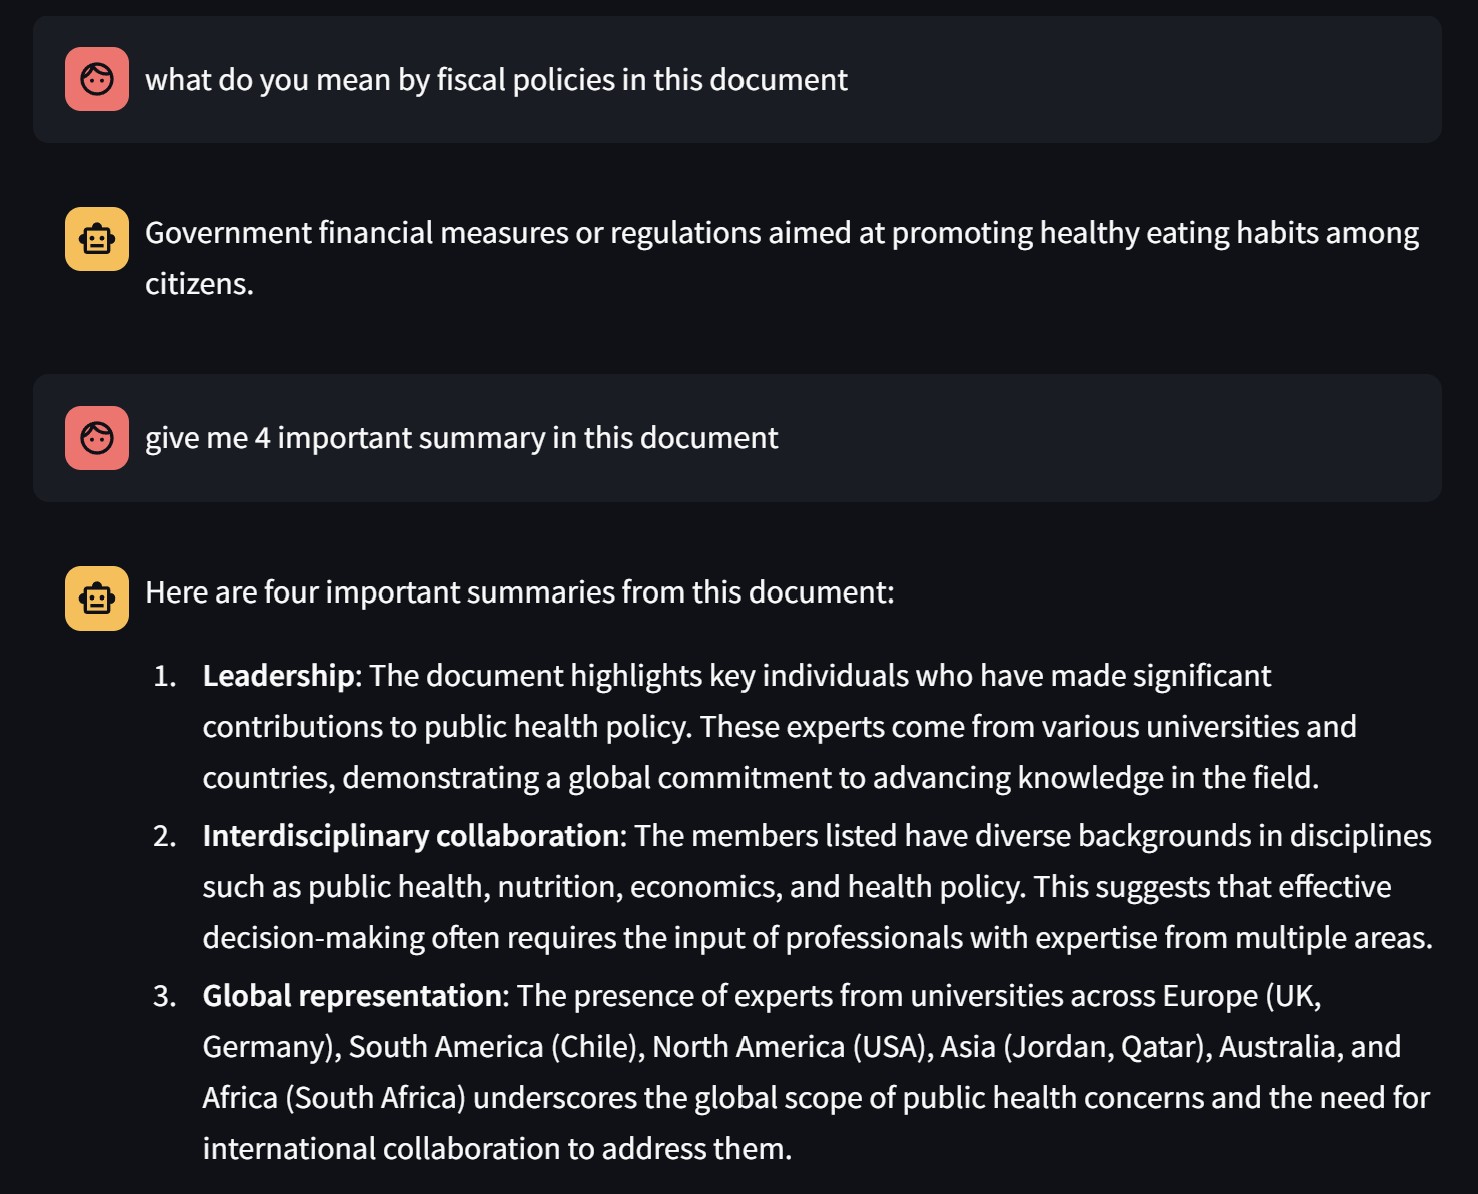 what do you mean by fiscal policies in this document
Government financial measures or regulations aimed at promoting healthy eating habits among
citizens.
give me 4 important summary in this document
Here are four important summaries from this document:
1. Leadership: The document highlights key individuals who have made significant
contributions to public health policy. These experts come from various universities and
countries, demonstrating a global commitment to advancing knowledge in the field.
2. Interdisciplinary collaboration: The members listed have diverse backgrounds in disciplines
such as public health, nutrition, economics, and health policy. This suggests that effective
decision-making often requires the input of professionals with expertise from multiple areas.
3. Global representation: The presence of experts from universities across Europe (UK,
Germany), South America (Chile), North America (USA), Asia (Jordan, Qatar), Australia, and
Africa (South Africa) underscores the global scope of public health concerns and the need for
international collaboration to address them.